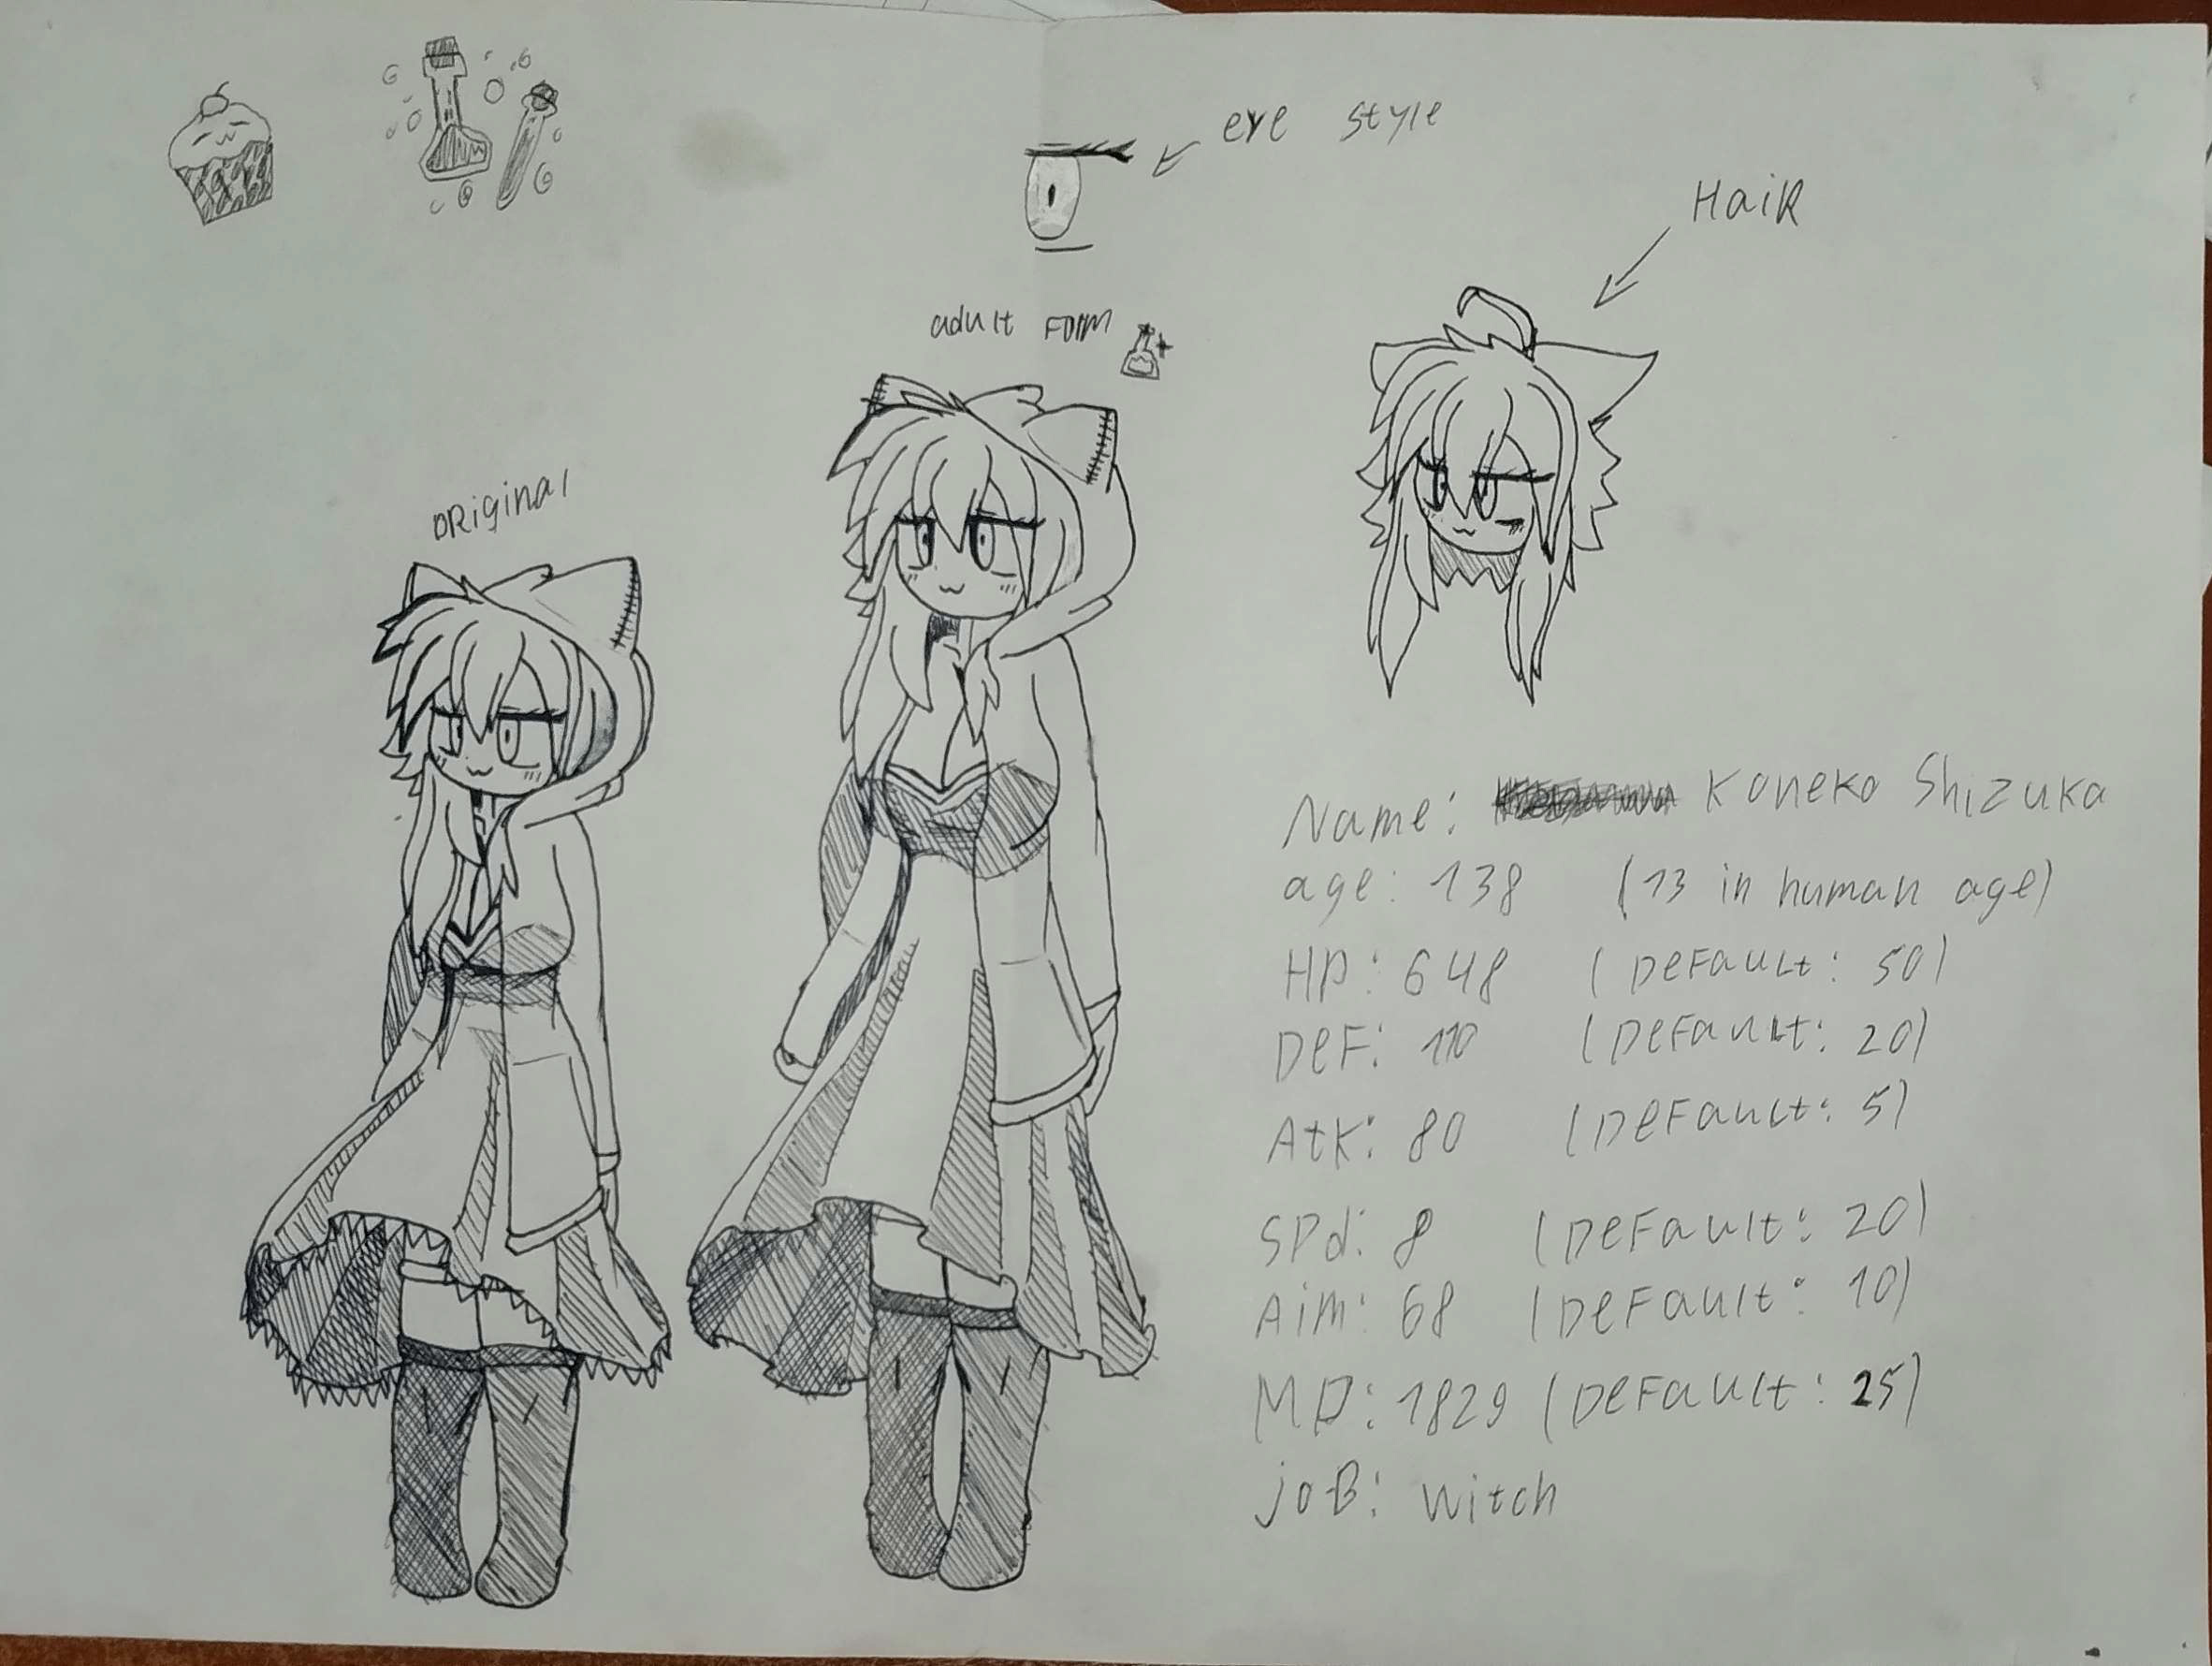 eye style
HaiR
adult Form
ORiginal
Name: Koneko Shizuka
age: 138 (13 in human age)
HP: 648 (DeFauLt: 50)
DeF: 110 (DeFauLt: 20)
Atk: 80 (DeFauLt: 5)
SPd: 8 (DeFauLt: 20)
Aim: 68 (DeFault: 10)
MP: 1829 (DeFauLt: 25)
joB: witch